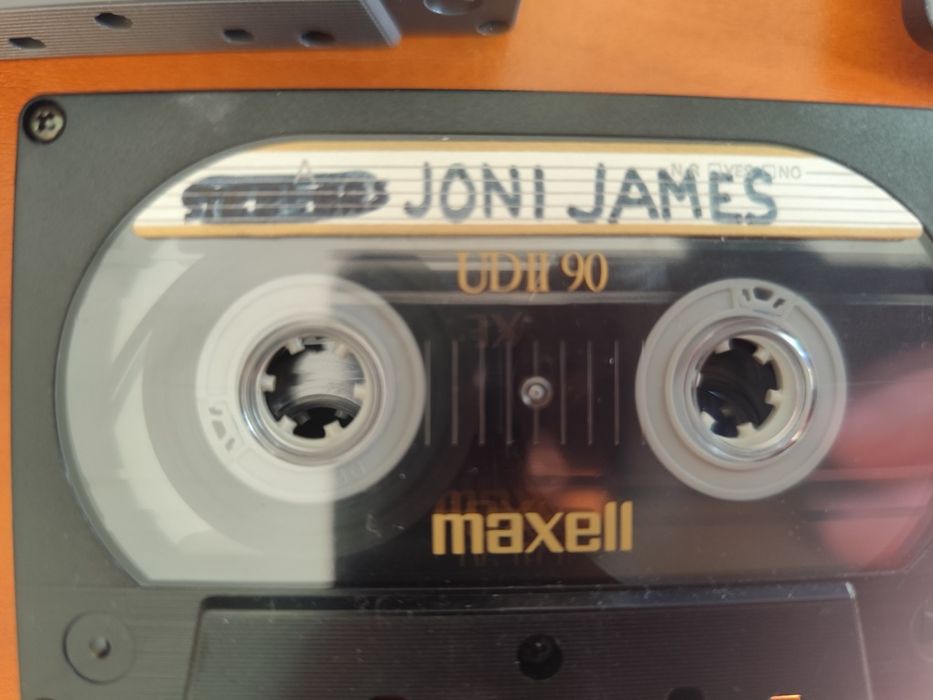 A
N.R □YES □NO
JONI JAMES
UDII 90
maxell